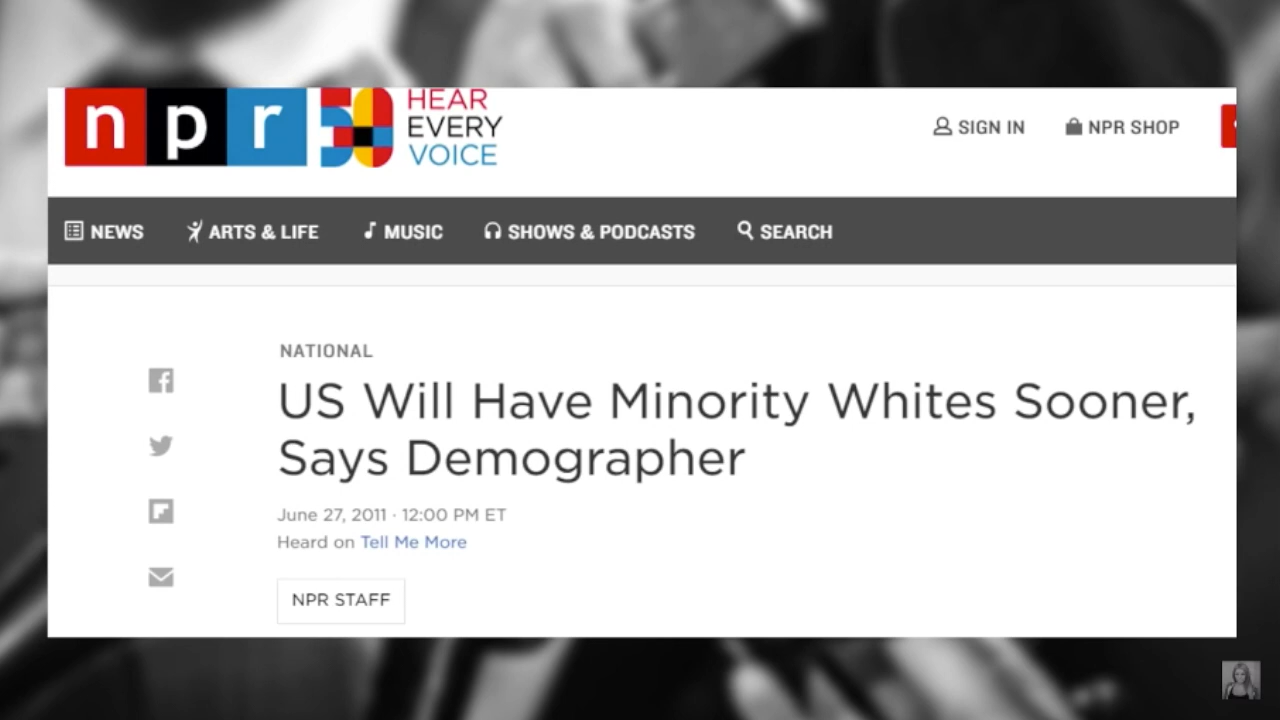 npr 50 HEAR
EVERY
VOICE
SIGN IN
NPR SHOP
NEWS
ARTS & LIFE
MUSIC
SHOWS & PODCASTS
SEARCH
NATIONAL
US Will Have Minority Whites Sooner,
Says Demographer
June 27, 2011 · 12:00 PM ET
Heard on Tell Me More
NPR STAFF